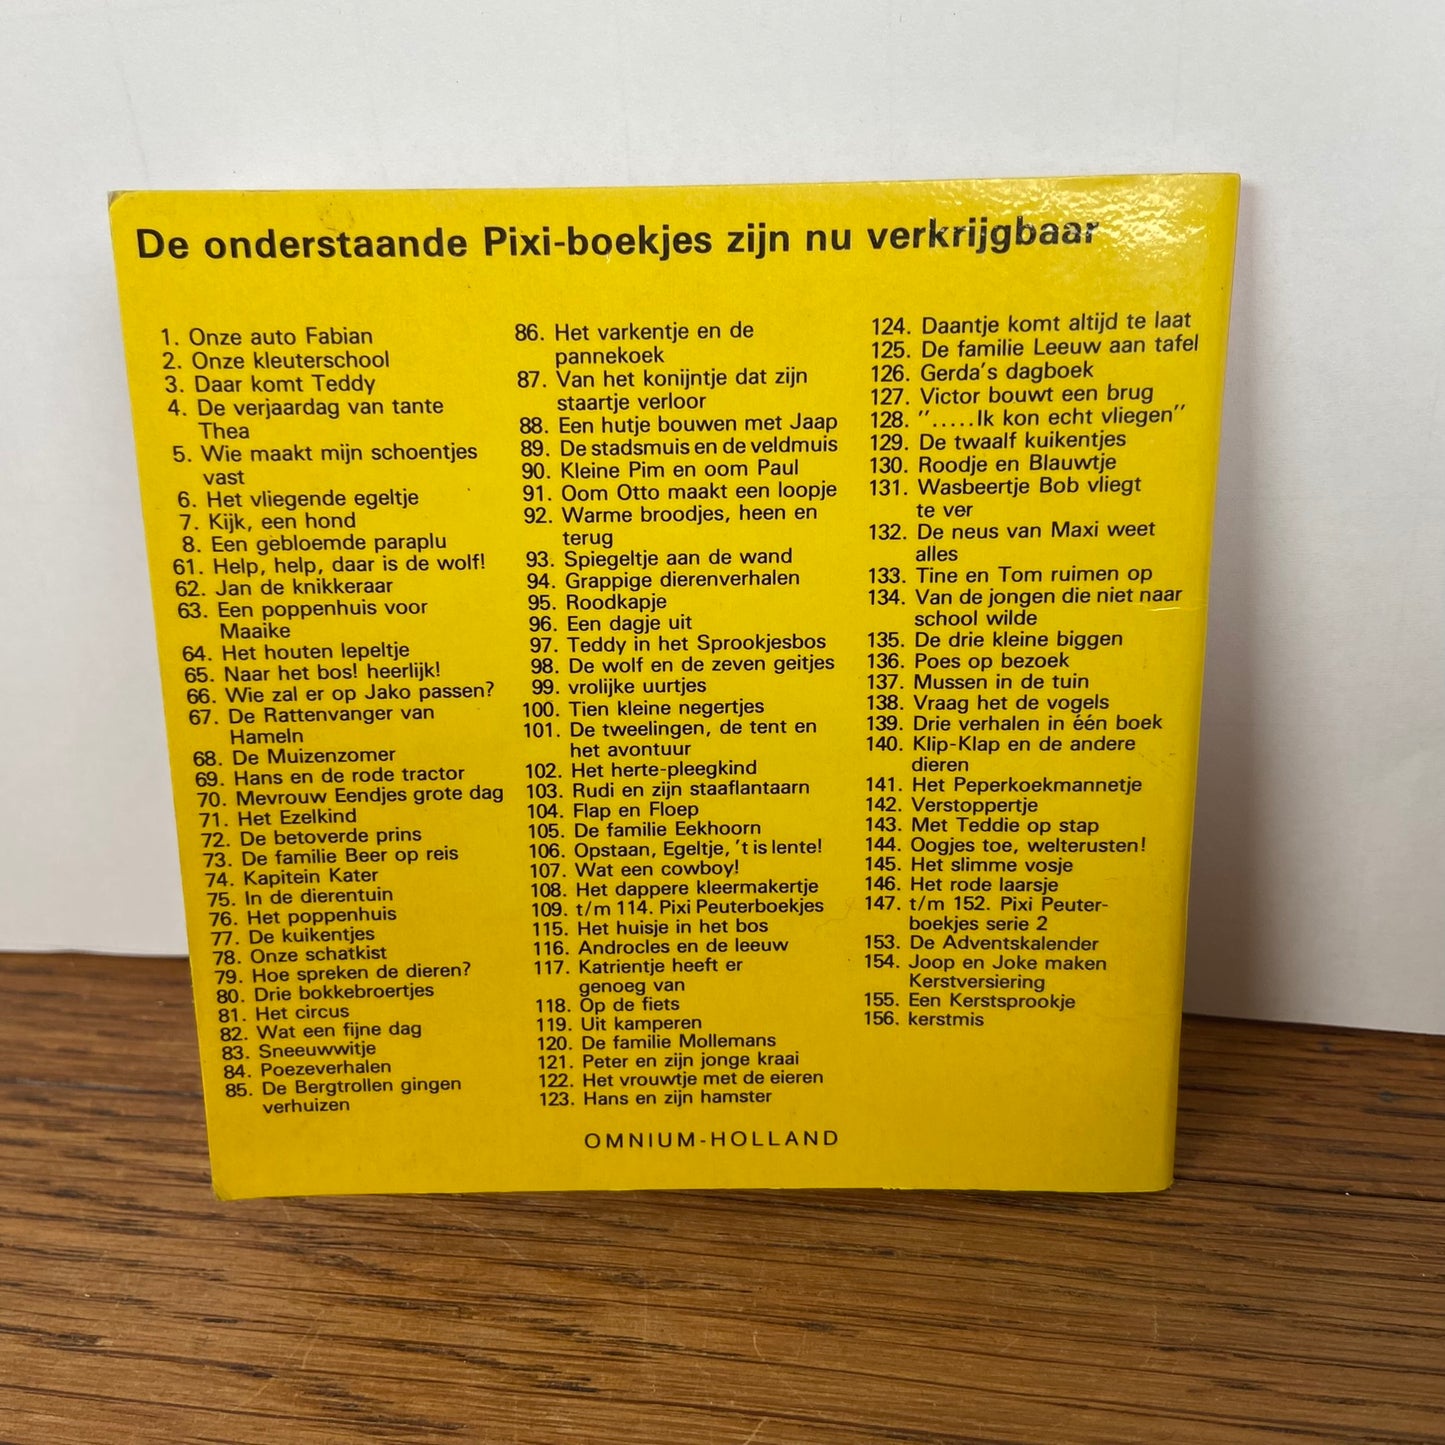 De onderstaande Pixi-boekjes zijn nu verkrijgbaar
1. Onze auto Fabian
2. Onze kleuterschool
3. Daar komt Teddy
4. De verjaardag van tante
Thea
5. Wie maakt mijn schoentjes
vast
6. Het vliegende egeltje
7. Kijk, een hond
8. Een gebloemde paraplu
61. Help, help, daar is de wolf!
62. Jan de knikkeraar
63. Een poppenhuis voor
Maaike
64. Het houten lepeltje
65. Naar het bos! heerlijk!
66. Wie zal er op Jako passen?
67. De Rattenvanger van
Hameln
68. De Muizenzomer
69. Hans en de rode tractor
70. Mevrouw Eendjes grote dag
71. Het Ezelkind
72. De betoverde prins
73. De familie Beer op reis
74. Kapitein Kater
75. In de dierentuin
76. Het poppenhuis
77. De kuikentjes
78. Onze schatkist
79. Hoe spreken de dieren?
80. Drie bokkebroertjes
81. Het circus
82. Wat een fijne dag
83. Sneeuwwitje
84. Poezeverhalen
85. De Bergtrollen gingen
verhuizen
86. Het varkentje en de
pannekoek
87. Van het konijntje dat zijn
staartje verloor
88. Een hutje bouwen met Jaap
89. De stadsmuis en de veldmuis
90. Kleine Pim en oom Paul
91. Oom Otto maakt een loopje
92. Warme broodjes, heen en
terug
93. Spiegeltje aan de wand
94. Grappige dierenverhalen
95. Roodkapje
96. Een dagje uit
97. Teddy in het Sprookjesbos
98. De wolf en de zeven geitjes
99. vrolijke uurtjes
100. Tien kleine negertjes
101. De tweelingen, de tent en
het avontuur
102. Het herte-pleegkind
103. Rudi en zijn staaflantaarn
104. Flap en Floep
105. De familie Eekhoorn
106. Opstaan, Egeltje, 't is lente!
107. Wat een cowboy!
108. Het dappere kleermakertje
109. t/m 114. Pixi Peuterboekjes
115. Het huisje in het bos
116. Androcles en de leeuw
117. Katrientje heeft er
genoeg van
118. Op de fiets
119. Uit kamperen
120. De familie Mollemans
121. Peter en zijn jonge kraai
122. Het vrouwtje met de eieren
123. Hans en zijn hamster
124. Daantje komt altijd te laat
125. De familie Leeuw aan tafel
126. Gerda's dagboek
127. Victor bouwt een brug
128. ".....Ik kon echt vliegen"
129. De twaalf kuikentjes
130. Roodje en Blauwtje
131. Wasbeertje Bob vliegt
te ver
132. De neus van Maxi weet
alles
133. Tine en Tom ruimen op
134. Van de jongen die niet naar
school wilde
135. De drie kleine biggen
136. Poes op bezoek
137. Mussen in de tuin
138. Vraag het de vogels
139. Drie verhalen in één boek
140. Klip-Klap en de andere
dieren
141. Het Peperkoekmannetje
142. Verstoppertje
143. Met Teddie op stap
144. Oogjes toe, welterusten!
145. Het slimme vosje
146. Het rode laarsje
147. t/m 152. Pixi Peuter-
boekjes serie 2
153. De Adventskalender
154. Joop en Joke maken
Kerstversiering
155. Een Kerstsprookje
156. kerstmis
OMNIUM-HOLLAND